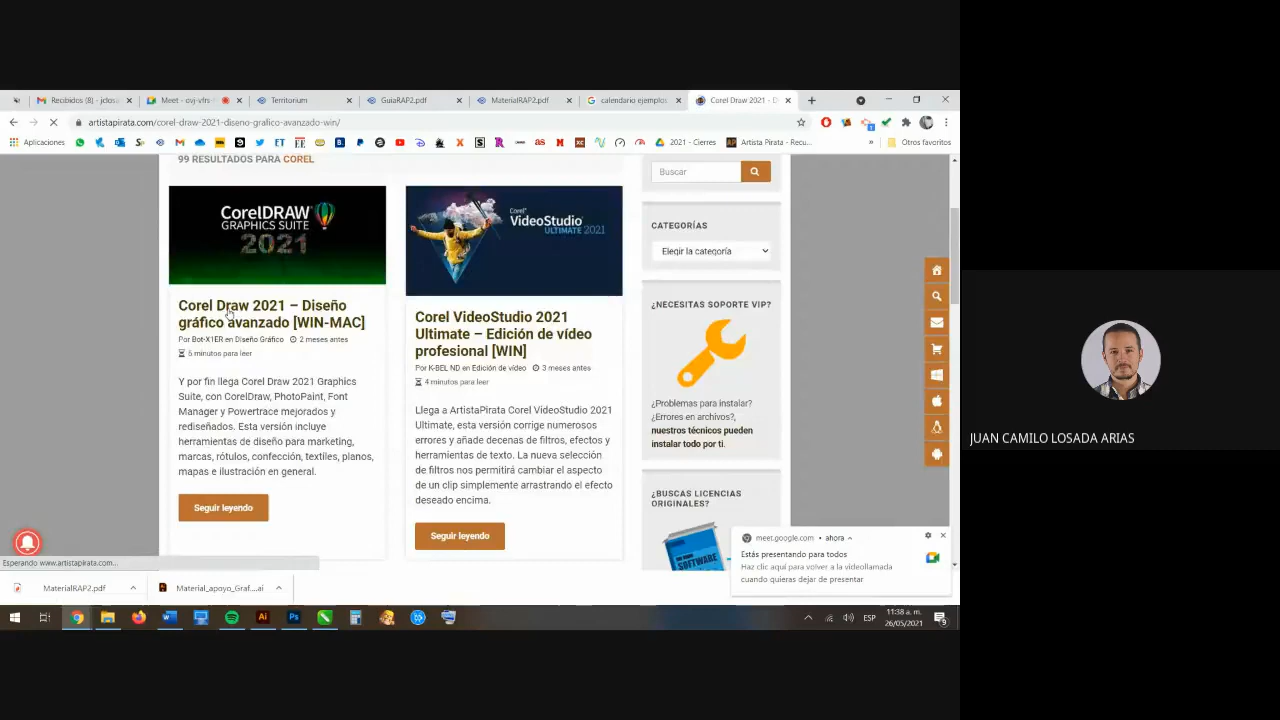 Recibidos (8) - jclosa
Meet - ovj-vfrs
Territorium
GuiaRAP2.pdf
MaterialRAP2.pdf
calendario ejemplos
Corel Draw 2021 - D
artistapirata.com/corel-draw-2021-diseno-grafico-avanzado-win/
Aplicaciones
2021 - Cierres
Artista Pirata - Recu...
»
Otros favoritos
99 RESULTADOS PARA COREL
CorelDRAW
GRAPHICS SUITE
2021
Corel Draw 2021 – Diseño
gráfico avanzado [WIN-MAC]
Por Bot-X1ER en Diseño Gráfico 2 meses antes
5 minutos para leer
Y por fin llega Corel Draw 2021 Graphics
Suite, con CorelDraw, PhotoPaint, Font
Manager y Powertrace mejorados y
rediseñados. Esta versión incluye
herramientas de diseño para marketing,
marcas, rótulos, confección, textiles, planos,
mapas e ilustración en general.
Seguir leyendo
Corel
VideoStudio
ULTIMATE 2021
Corel VideoStudio 2021
Ultimate – Edición de vídeo
profesional [WIN]
Por K-BEL ND en Edición de vídeo 3 meses antes
4 minutos para leer
Llega a ArtistaPirata Corel VideoStudio 2021
Ultimate, esta versión corrige numerosos
errores y añade decenas de filtros, efectos y
herramientas de texto. La nueva selección
de filtros nos permitirá cambiar el aspecto
de un clip simplemente arrastrando el efecto
deseado encima.
Seguir leyendo
Buscar
CATEGORÍAS
Elegir la categoría
¿NECESITAS SOPORTE VIP?
¿Problemas para instalar?
¿Errores en archivos?,
nuestros técnicos pueden
instalar todo por ti.
¿BUSCAS LICENCIAS
ORIGINALES?
SOFTWARE
meet.google.com • ahora
Estás presentando para todos
Haz clic aquí para volver a la videollamada
cuando quieras dejar de presentar
Esperando www.artistapirata.com...
MaterialRAP2.pdf
Material_apoyo_Graf....ai
ESP
11:38 a. m.
26/05/2021
JUAN CAMILO LOSADA ARIAS